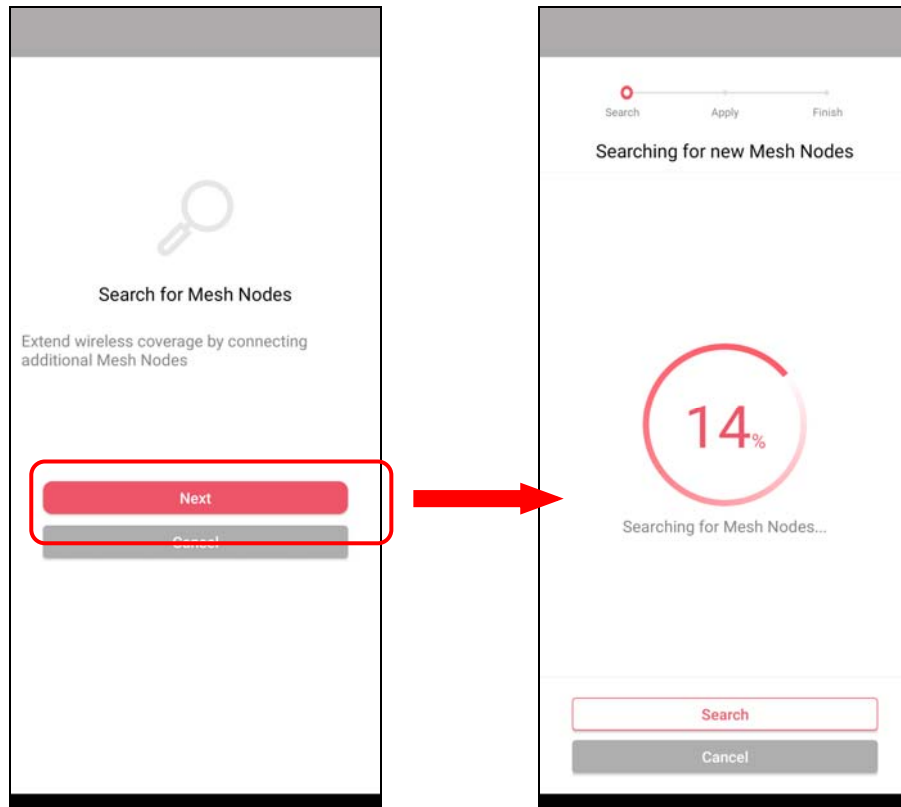 Search for Mesh Nodes
Extend wireless coverage by connecting
additional Mesh Nodes
Next
Cancel
Search Apply Finish
Searching for new Mesh Nodes
14%
Searching for Mesh Nodes...
Search
Cancel